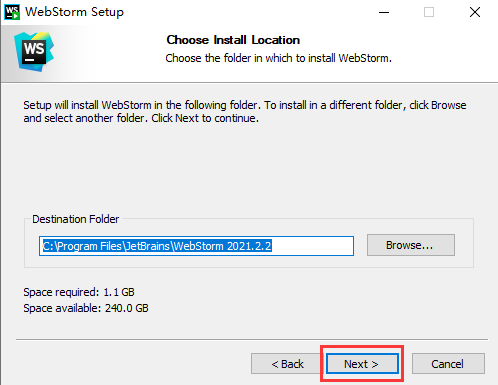 WS WebStorm Setup
WS
Choose Install Location
Choose the folder in which to install WebStorm.
Setup will install WebStorm in the following folder. To install in a different folder, click Browse
and select another folder. Click Next to continue.
Destination Folder
C:\Program Files\JetBrains\WebStorm 2021.2.2
Browse...
Space required: 1.1 GB
Space available: 240.0 GB
< Back Next > Cancel